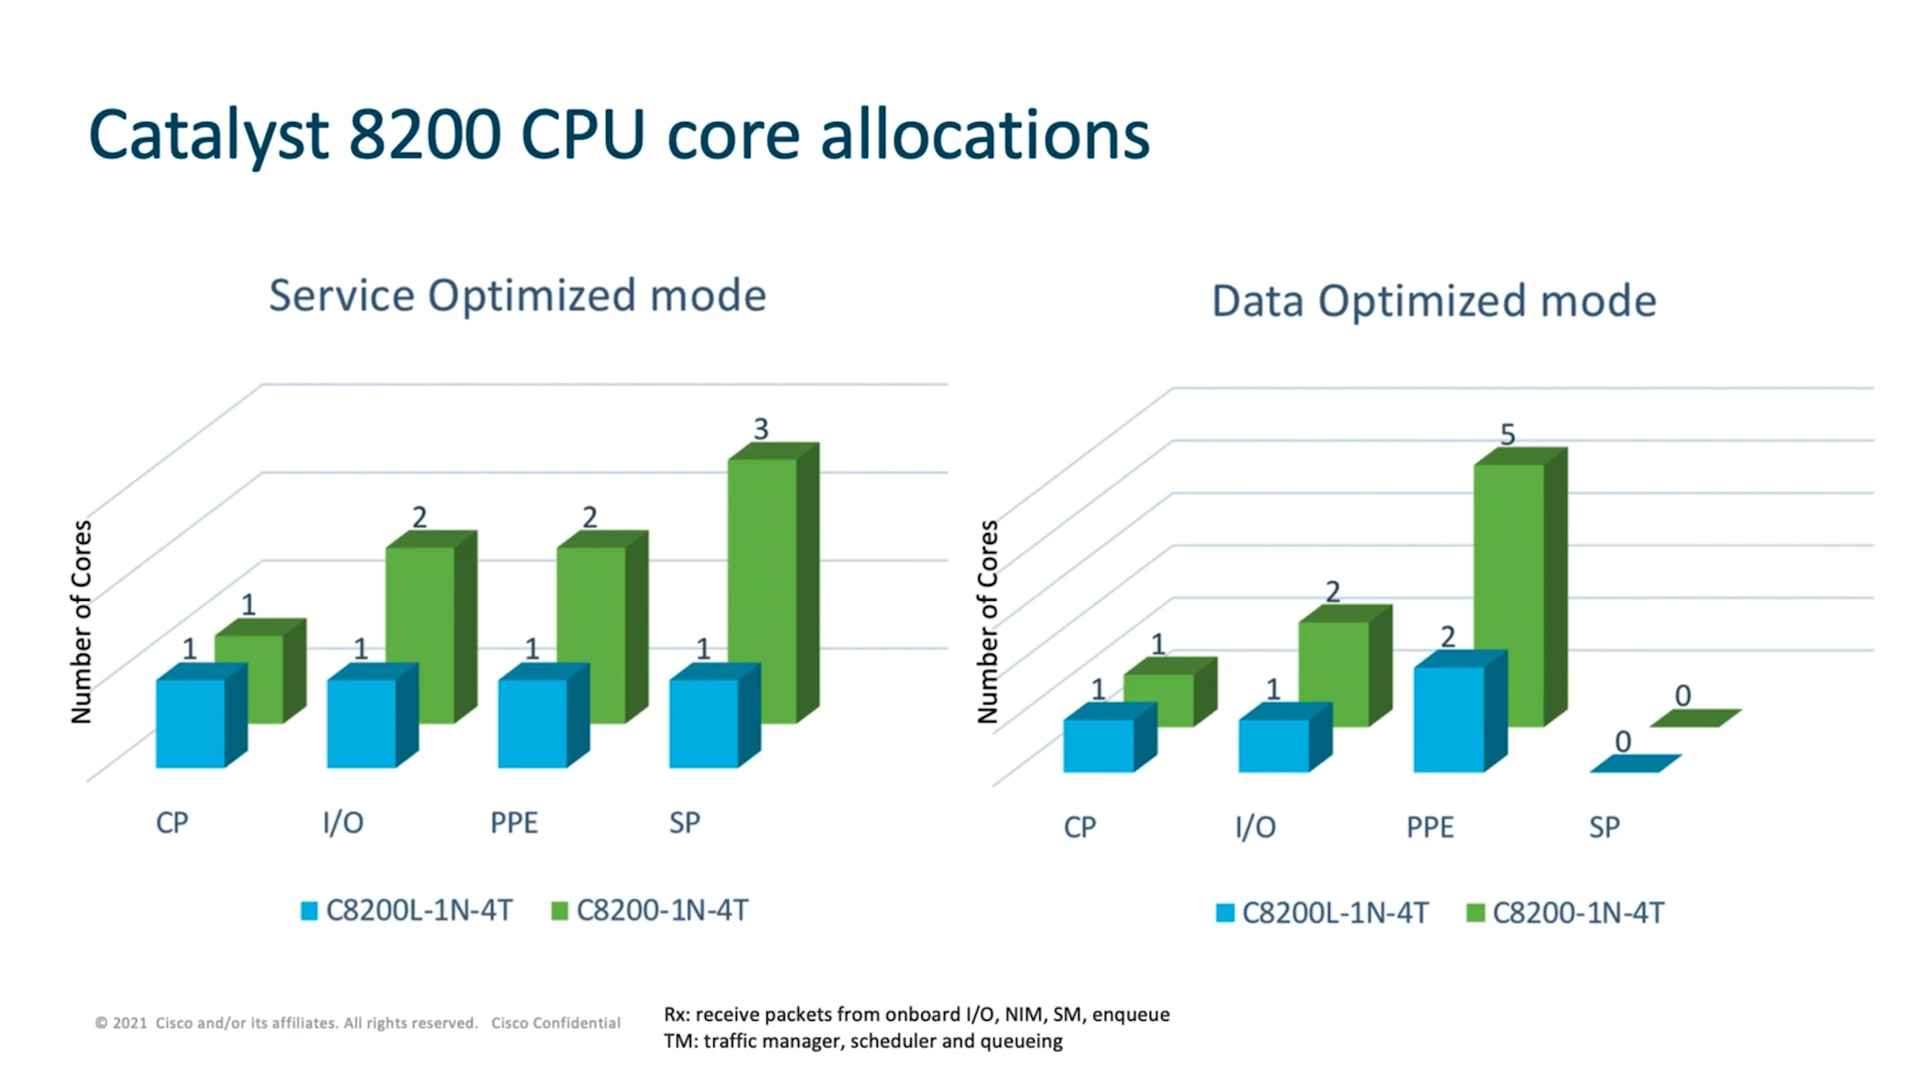 Catalyst 8200 CPU core allocations
Service Optimized mode
Number of Cores
1
1
1
2
1
2
1
3
CP
I/O
PPE
SP
C8200L-1N-4T
C8200-1N-4T
Data Optimized mode
Number of Cores
1
1
1
2
2
5
0
0
CP
I/O
PPE
SP
C8200L-1N-4T
C8200-1N-4T
© 2021 Cisco and/or its affiliates. All rights reserved. Cisco Confidential
Rx: receive packets from onboard I/O, NIM, SM, enqueue
TM: traffic manager, scheduler and queueing